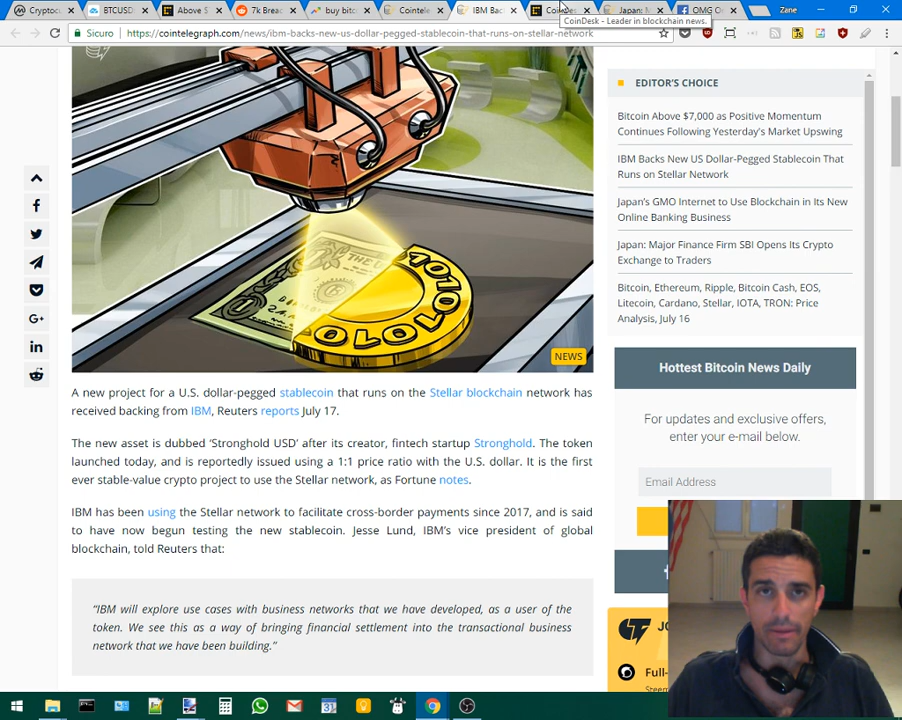 Cryptoc
BTCUSD
Above $
7k Breac
buy bitc
Cointele
IBM Bac
CoinDe
Japan: M
OMG O
Zane
CoinDesk - Leader in blockchain news.
Sicuro
https://cointelegraph.com/news/ibm-backs-new-us-dollar-pegged-stablecoin-that-runs-on-stellar-network
NEWS
A new project for a U.S. dollar-pegged stablecoin that runs on the Stellar blockchain network has
received backing from IBM, Reuters reports July 17.
The new asset is dubbed ‘Stronghold USD’ after its creator, fintech startup Stronghold. The token
launched today, and is reportedly issued using a 1:1 price ratio with the U.S. dollar. It is the first
ever stable-value crypto project to use the Stellar network, as Fortune notes.
IBM has been using the Stellar network to facilitate cross-border payments since 2017, and is said
to have now begun testing the new stablecoin. Jesse Lund, IBM’s vice president of global
blockchain, told Reuters that:
“IBM will explore use cases with business networks that we have developed, as a user of the
token. We see this as a way of bringing financial settlement into the transactional business
network that we have been building.”
EDITOR'S CHOICE
Bitcoin Above $7,000 as Positive Momentum
Continues Following Yesterday's Market Upswing
IBM Backs New US Dollar-Pegged Stablecoin That
Runs on Stellar Network
Japan's GMO Internet to Use Blockchain in Its New
Online Banking Business
Japan: Major Finance Firm SBI Opens Its Crypto
Exchange to Traders
Bitcoin, Ethereum, Ripple, Bitcoin Cash, EOS,
Litecoin, Cardano, Stellar, IOTA, TRON: Price
Analysis, July 16
Hottest Bitcoin News Daily
For updates and exclusive offers,
enter your e-mail below.
Email Address
JO
Full-